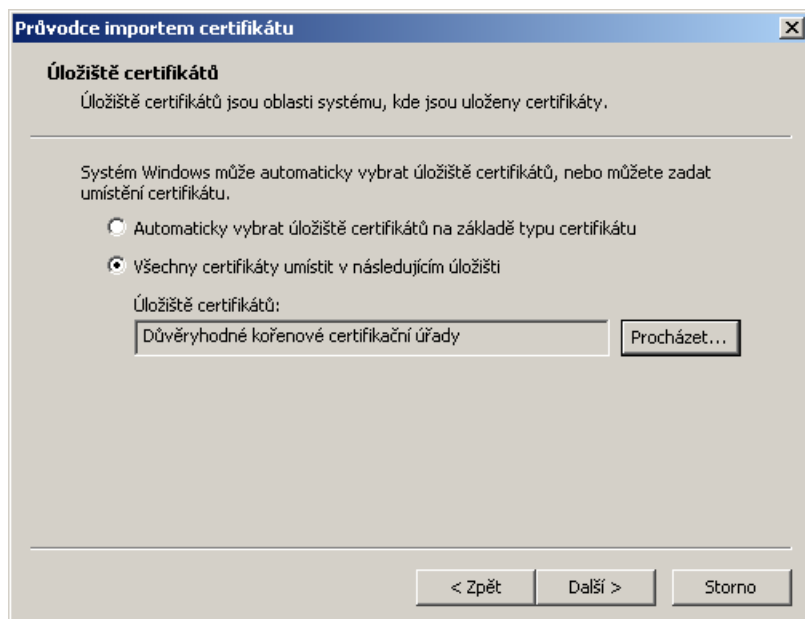 Průvodce importem certifikátu
Úložiště certifikátů
Úložiště certifikátů jsou oblasti systému, kde jsou uloženy certifikáty.
Systém Windows může automaticky vybrat úložiště certifikátů, nebo můžete zadat
umístění certifikátu.
Automaticky vybrat úložiště certifikátů na základě typu certifikátu
Všechny certifikáty umístit v následujícím úložišti
Úložiště certifikátů:
Důvěryhodné kořenové certifikační úřady
Procházet...
< Zpět
Další >
Storno